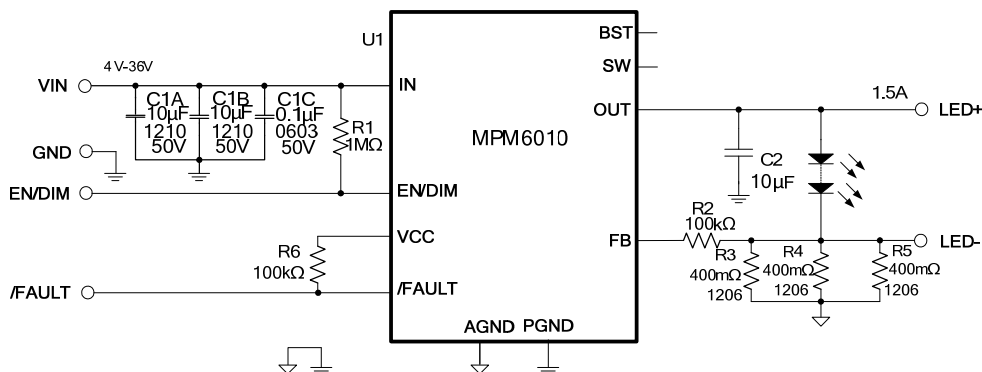 U1
BST
SW
VIN
4V-36V
IN
OUT
1.5A
LED+
C1A
10µF
1210
50V
C1B
10µF
1210
50V
C1C
0.1µF
0603
50V
R1
1MΩ
MPM6010
GND
EN/DIM
EN/DIM
C2
10µF
R2
100kΩ
VCC
FB
LED-
R6
100kΩ
R3
400mΩ
1206
R4
400mΩ
1206
R5
400mΩ
1206
/FAULT
/FAULT
AGND
PGND